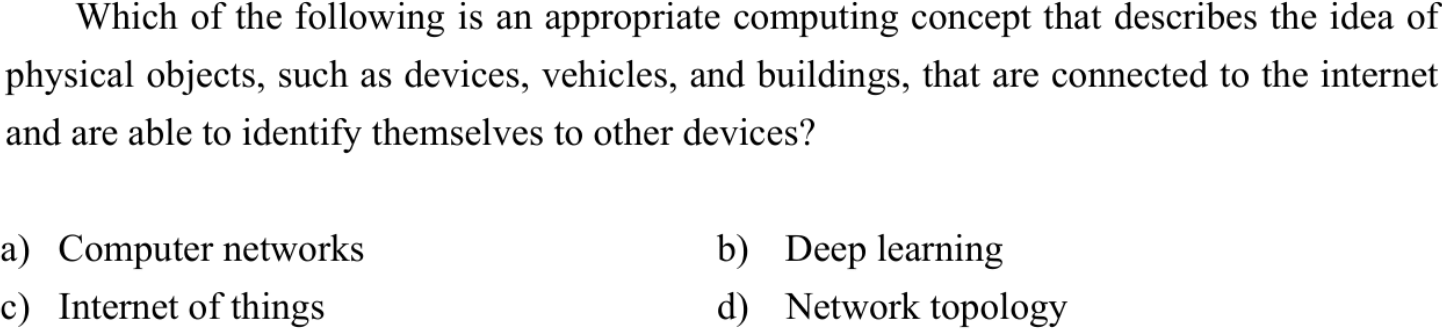 Which of the following is an appropriate computing concept that describes the idea of
physical objects, such as devices, vehicles, and buildings, that are connected to the internet
and are able to identify themselves to other devices?
a) Computer networks b) Deep learning
c) Internet of things d) Network topology